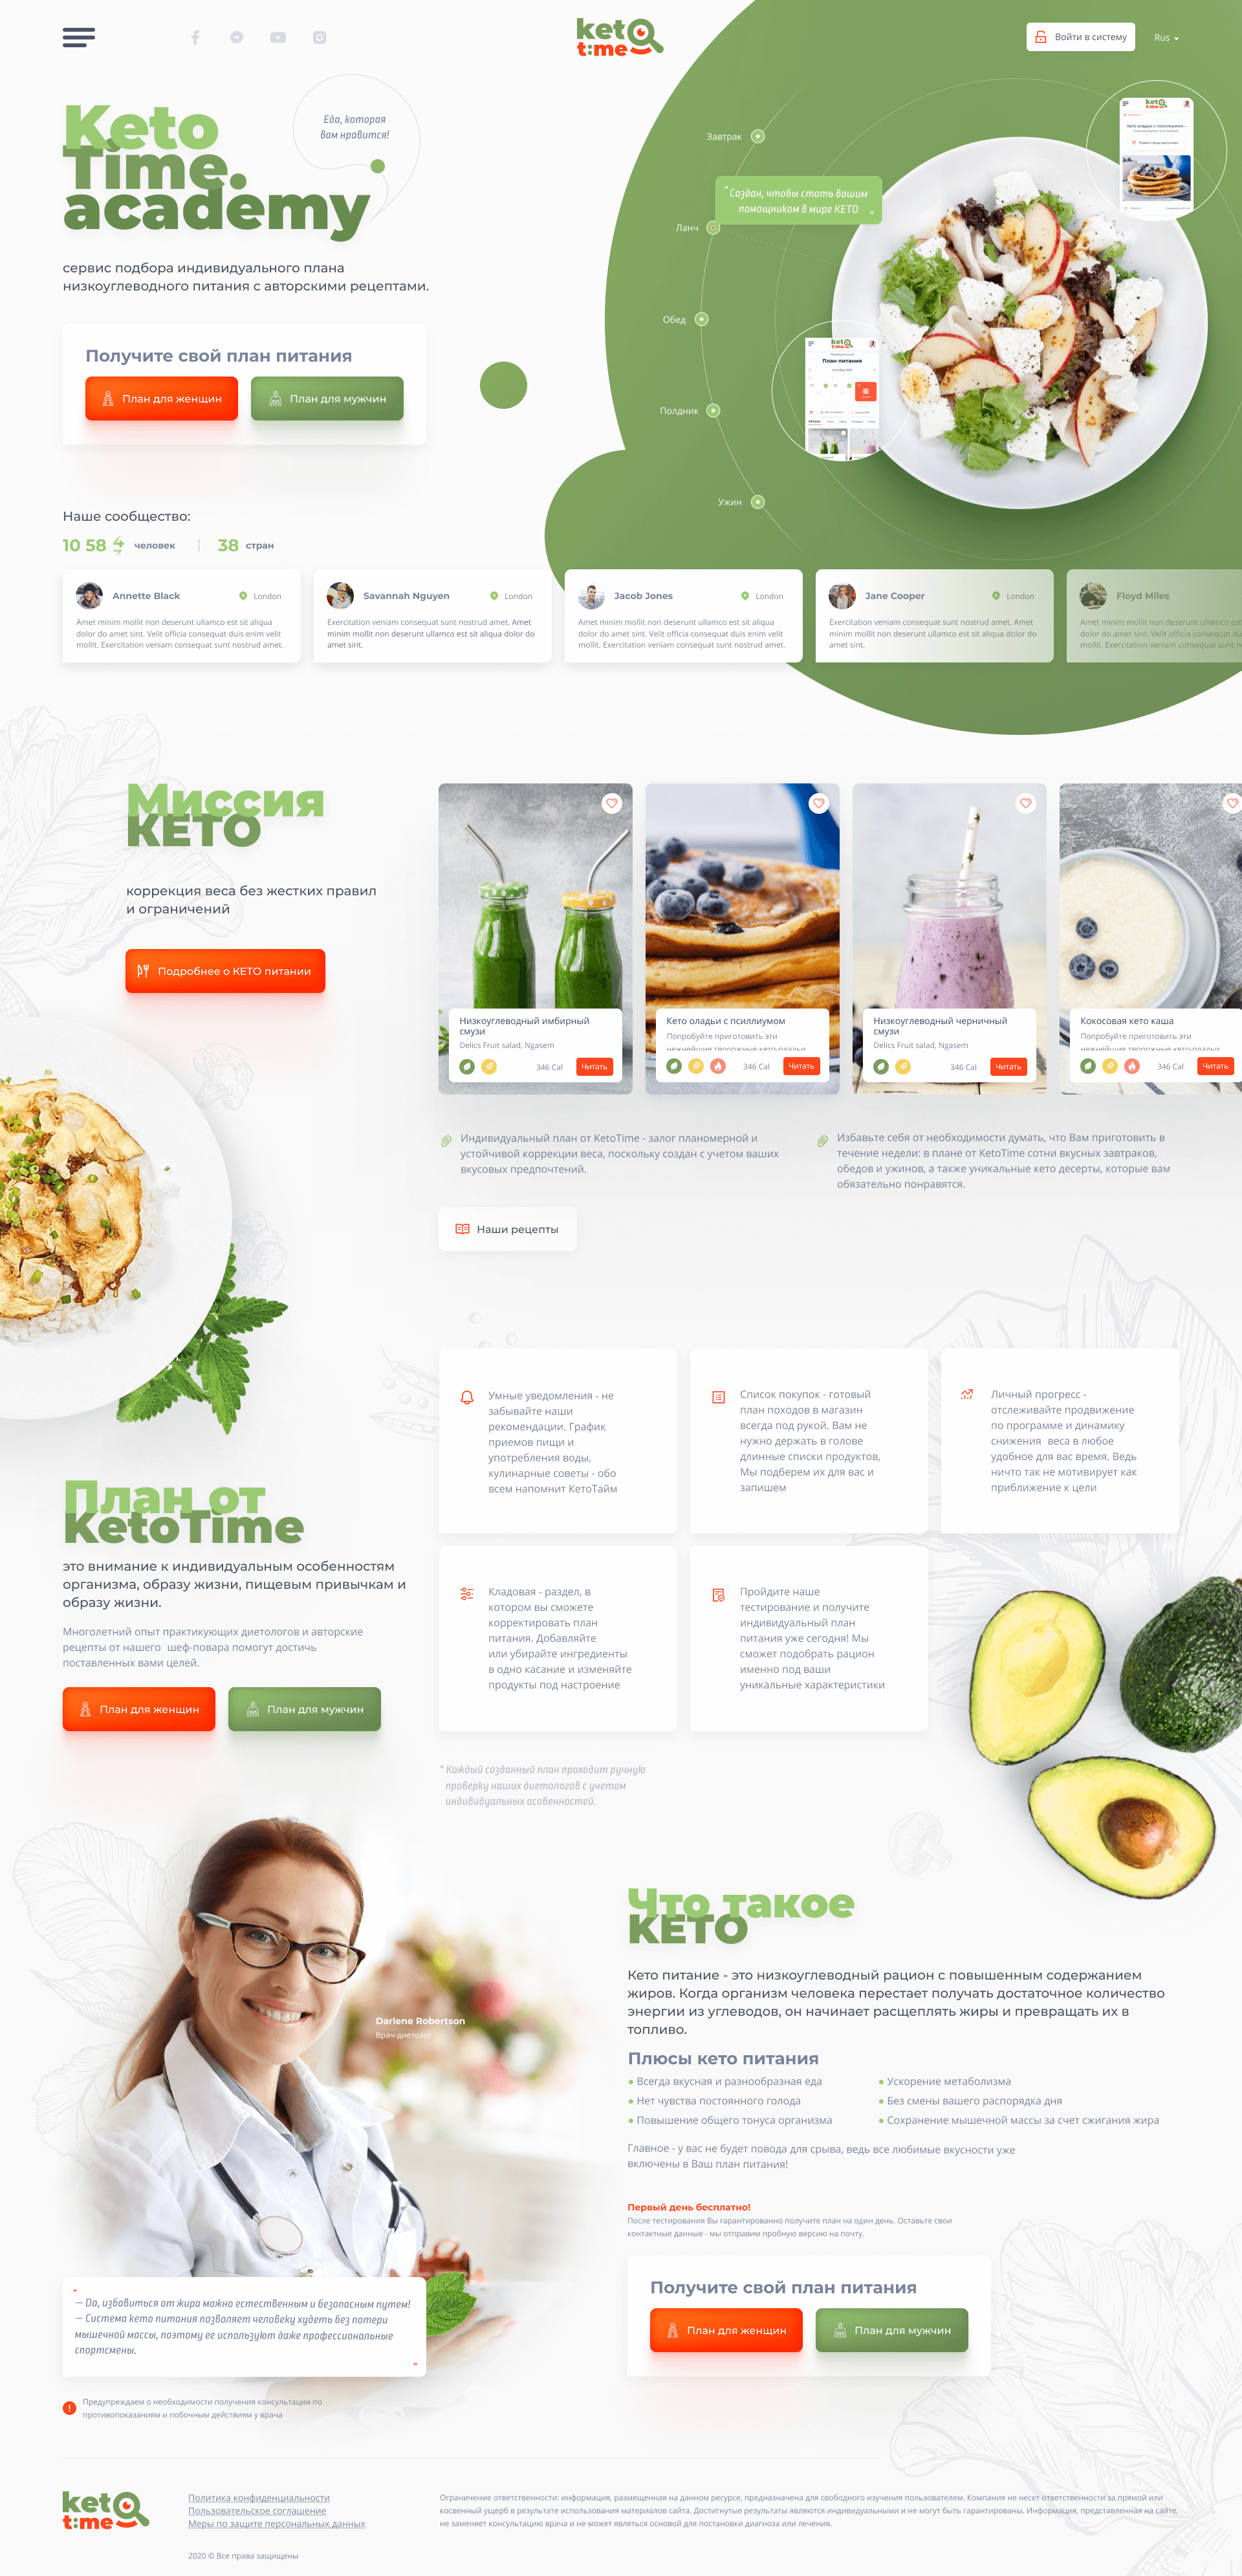 keto
time
Войти в систему
Rus
Keto
Time.
academy
Еда, которая
вам нравится!
сервис подбора индивидуального плана
низкоуглеводного питания с авторскими рецептами.
Получите свой план питания
План для женщин
План для мужчин
Завтрак
" Создан, чтобы стать вашим
помощником в мире КЕТО "
Ланч
Обед
Полдник
Ужин
keto
time
Кето оладьи с псиллиумом
keto
time
План питания
Наше сообщество:
10 58 4 человек | 38 стран
Annette Black
London
Amet minim mollit non deserunt ullamco est sit aliqua
dolor do amet sint. Velit officia consequat duis enim velit
mollit. Exercitation veniam consequat sunt nostrud amet.
Savannah Nguyen
London
Exercitation veniam consequat sunt nostrud amet. Amet
minim mollit non deserunt ullamco est sit aliqua dolor do
amet sint.
Jacob Jones
London
Amet minim mollit non deserunt ullamco est sit aliqua
dolor do amet sint. Velit officia consequat duis enim velit
mollit. Exercitation veniam consequat sunt nostrud amet.
Jane Cooper
London
Exercitation veniam consequat sunt nostrud amet. Amet
minim mollit non deserunt ullamco est sit aliqua dolor do
amet sint.
Floyd Miles
Amet minim mollit non deserunt ullamco est
dolor do amet sint. Velit officia consequat du
mollit. Exercitation veniam consequat sunt n
Миссия
КЕТО
коррекция веса без жестких правил
и ограничений
Подробнее о КЕТО питании
Низкоуглеводный имбирный
смузи
Delics Fruit salad, Ngasem
346 Cal
Читать
Кето оладьи с псиллиумом
Попробуйте приготовить эти
нежнейшие творожные кето-оладьи
346 Cal
Читать
Низкоуглеводный черничный
смузи
Delics Fruit salad, Ngasem
346 Cal
Читать
Кокосовая кето каша
Попробуйте приготовить эти
нежнейшие творожные кето-оладьи
346 Cal
Читать
Индивидуальный план от KetoTime - залог планомерной и
устойчивой коррекции веса, поскольку создан с учетом ваших
вкусовых предпочтений.
Избавьте себя от необходимости думать, что Вам приготовить в
течение недели: в плане от KetoTime сотни вкусных завтраков,
обедов и ужинов, а также уникальные кето десерты, которые вам
обязательно понравятся.
Наши рецепты
Умные уведомления - не
забывайте наши
рекомендации. График
приемов пищи и
употребления воды,
кулинарные советы - обо
всем напомнит КетоТайм
Список покупок - готовый
план походов в магазин
всегда под рукой. Вам не
нужно держать в голове
длинные списки продуктов,
Мы подберем их для вас и
запишем
Личный прогресс -
отслеживайте продвижение
по программе и динамику
снижения веса в любое
удобное для вас время. Ведь
ничто так не мотивирует как
приближение к цели
План от
KetoTime
это внимание к индивидуальным особенностям
организма, образу жизни, пищевым привычкам и
образу жизни.
Многолетний опыт практикующих диетологов и авторские
рецепты от нашего шеф-повара помогут достичь
поставленных вами целей.
План для женщин
План для мужчин
Кладовая - раздел, в
котором вы сможете
корректировать план
питания. Добавляйте
или убирайте ингредиенты
в одно касание и изменяйте
продукты под настроение
Пройдите наше
тестирование и получите
индивидуальный план
питания уже сегодня! Мы
сможет подобрать рацион
именно под ваши
уникальные характеристики
* Каждый созданный план проходит ручную
проверку наших диетологов с учетом
индивидуальных особенностей.
Darlene Robertson
Врач-диетолог
Что такое
КЕТО
Кето питание - это низкоуглеводный рацион с повышенным содержанием
жиров. Когда организм человека перестает получать достаточное количество
энергии из углеводов, он начинает расщеплять жиры и превращать их в
топливо.
Плюсы кето питания
• Всегда вкусная и разнообразная еда
• Нет чувства постоянного голода
• Повышение общего тонуса организма
• Ускорение метаболизма
• Без смены вашего распорядка дня
• Сохранение мышечной массы за счет сжигания жира
Главное - у вас не будет повода для срыва, ведь все любимые вкусности уже
включены в Ваш план питания!
Первый день бесплатно!
После тестирования Вы гарантированно получите план на один день. Оставьте свои
контактные данные - мы отправим пробную версию на почту.
Получите свой план питания
План для женщин
План для мужчин
"
— Да, избавиться от жира можно естественным и безопасным путем!
— Система кето питания позволяет человеку худеть без потери
мышечной массы, поэтому ее используют даже профессиональные
спортсмены.
"
Предупреждаем о необходимости получения консультации по
противопоказаниям и побочным действиям у врача
keto
time
Политика конфиденциальности
Пользовательское соглашение
Меры по защите персональных данных
2020 © Все права защищены
Ограничение ответственности: информация, размещенная на данном ресурсе, предназначена для свободного изучения пользователем. Компания не несет ответственности за прямой или
косвенный ущерб в результате использования материалов сайта. Достигнутые результаты являются индивидуальными и не могут быть гарантированы. Информация, представленная на сайте,
не заменяет консультацию врача и не может являться основой для постановки диагноза или лечения.